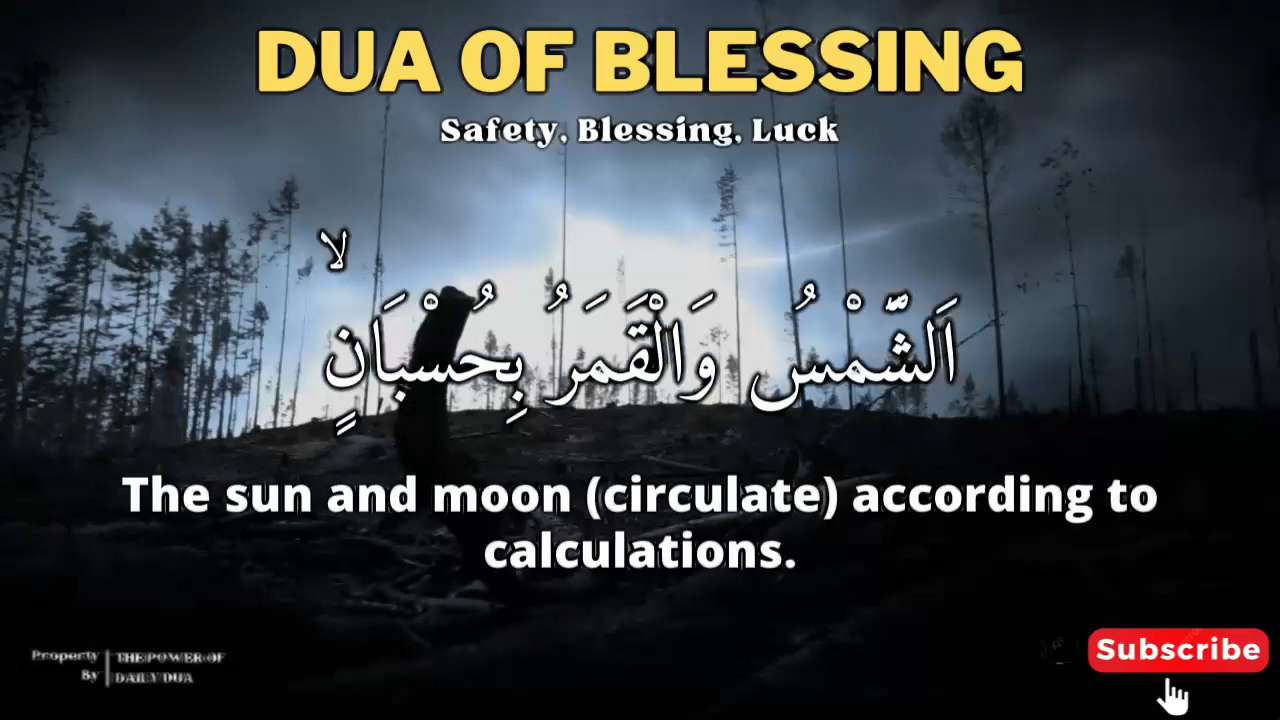 DUA OF BLESSING
Safety, Blessing, Luck
اَلشَّمْسُ وَالْقَمَرُ بِحُسْبَانٍ ۙ
The sun and moon (circulate) according to
calculations.
Property By
THE POWER OF
DAILY DUA
Subscribe